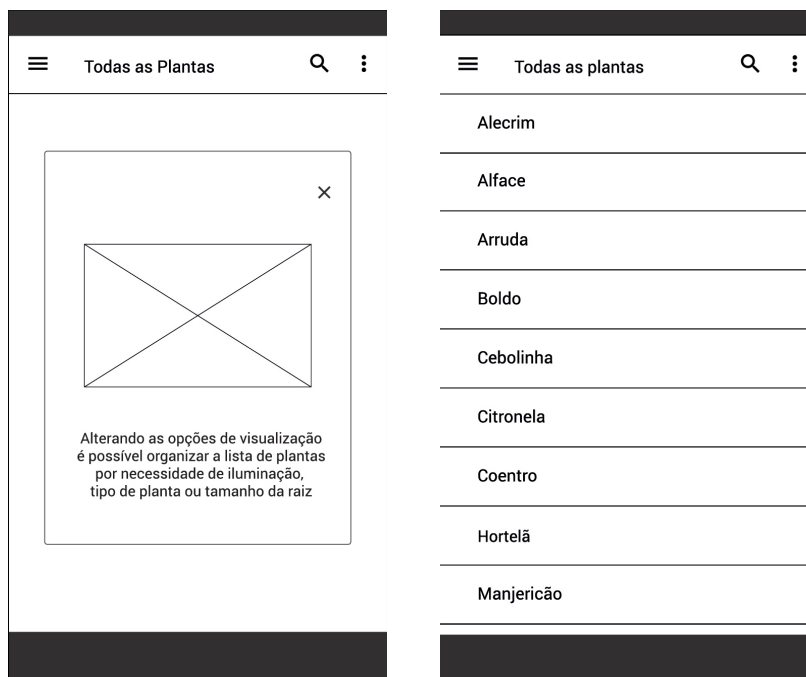 Todas as Plantas
Alterando as opções de visualização
é possível organizar a lista de plantas
por necessidade de iluminação,
tipo de planta ou tamanho da raiz
Todas as plantas
Alecrim
Alface
Arruda
Boldo
Cebolinha
Citronela
Coentro
Hortelã
Manjericão